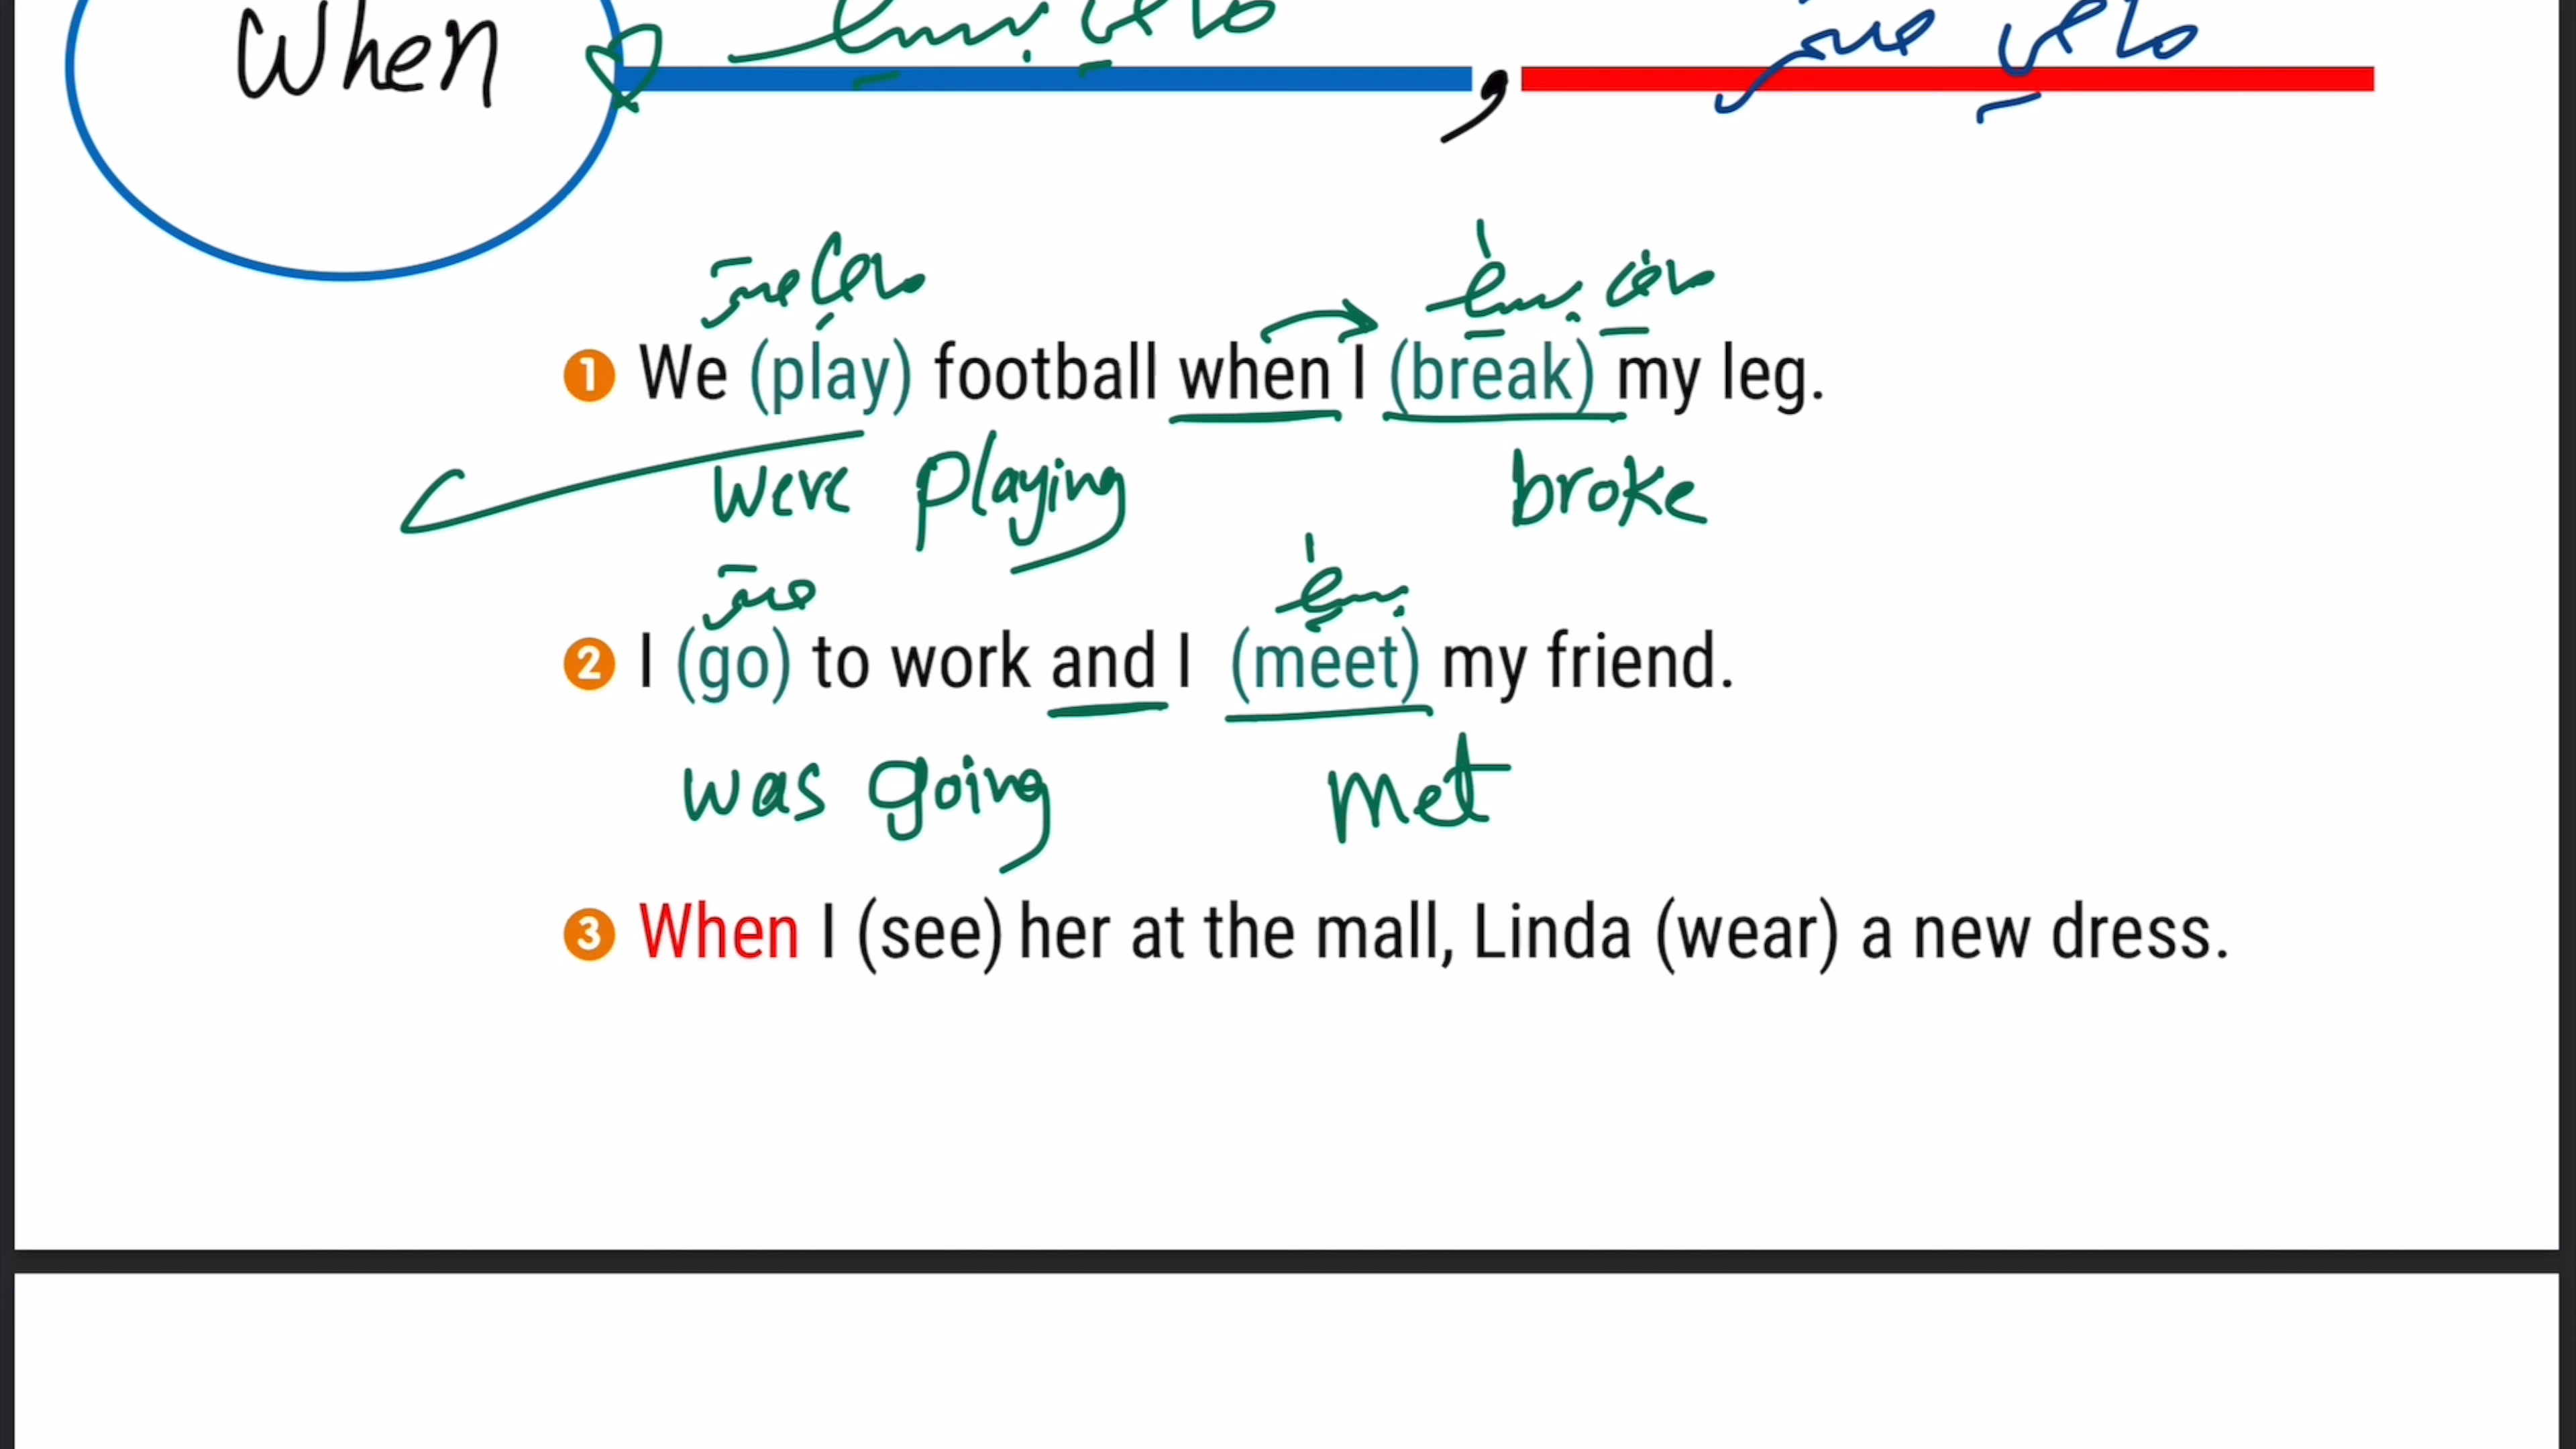 When ماضي بسيط , ماضي مستمر
ماضي مستمر ماضي بسيط
1 We (play) football when I (break) my leg.
were playing broke
مستمر بسيط
2 I (go) to work and I (meet) my friend.
was going met
3 When I (see) her at the mall, Linda (wear) a new dress.